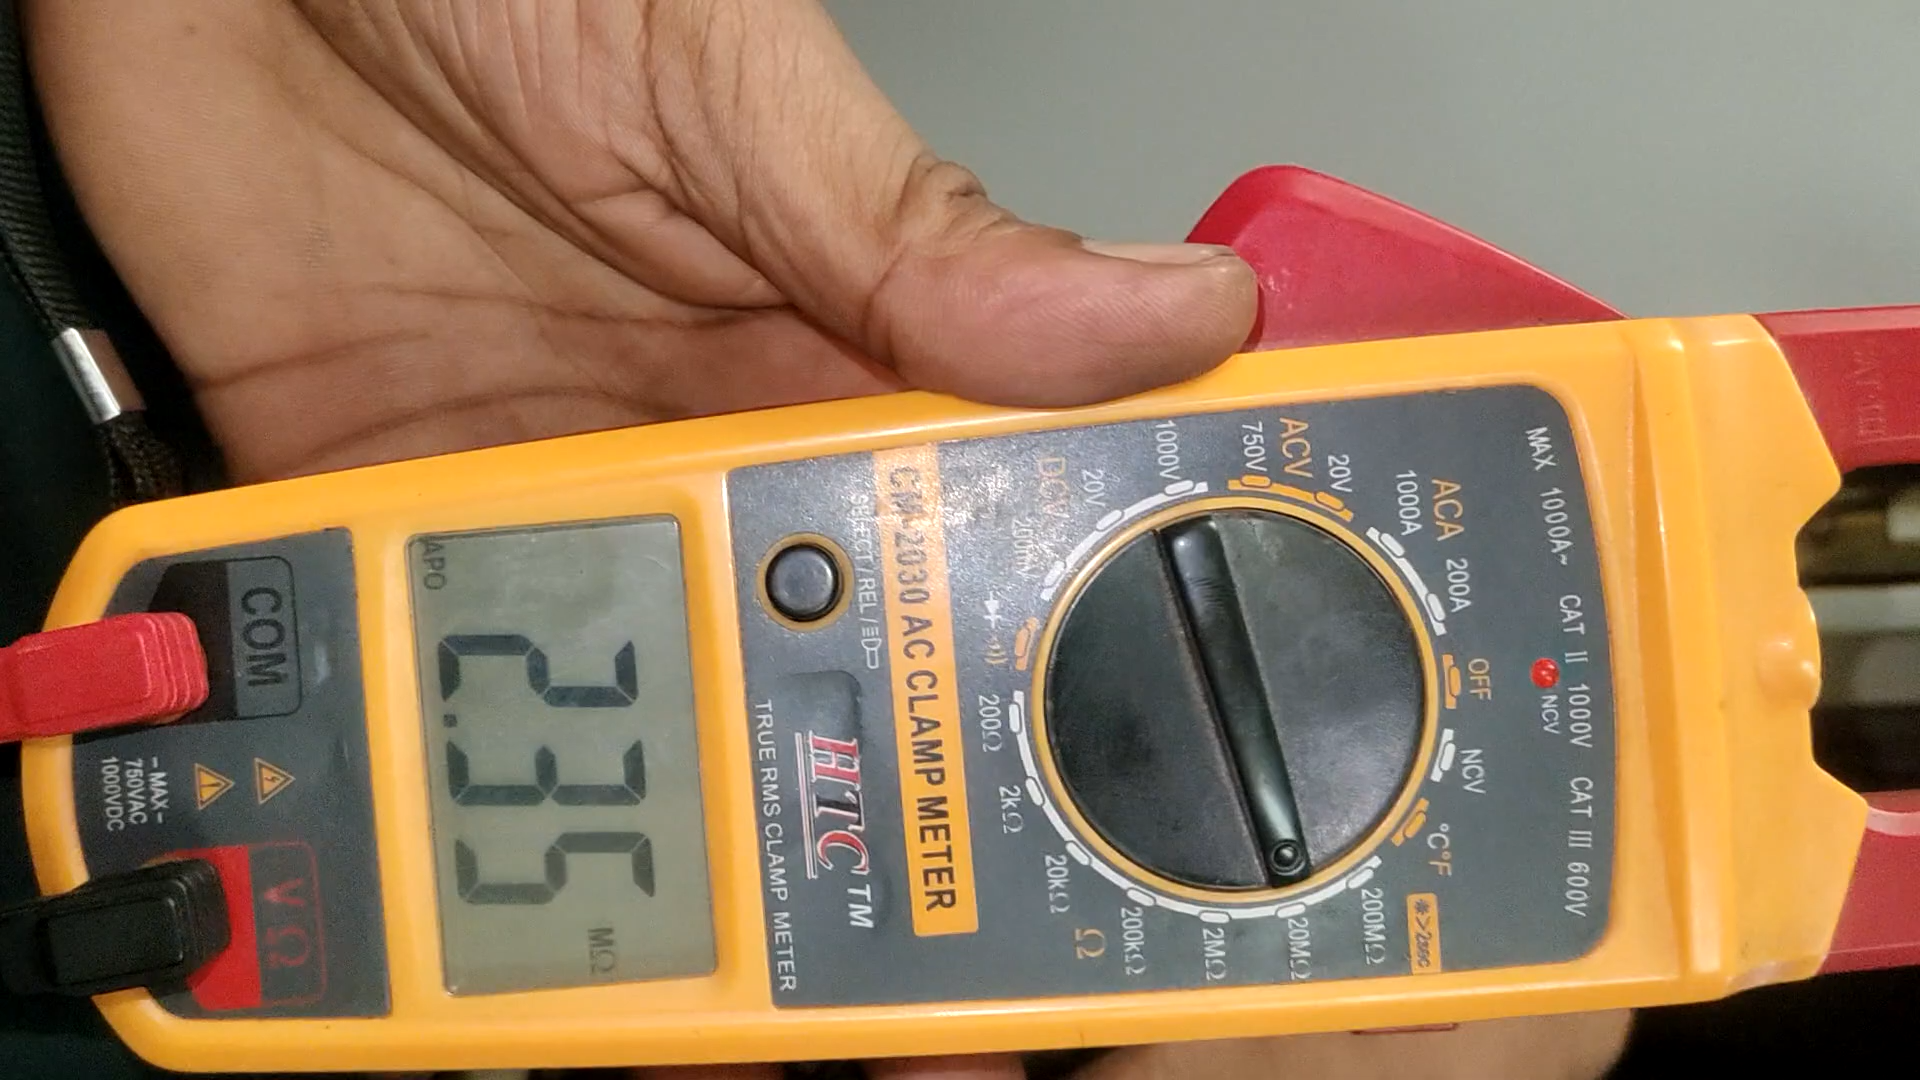 MAX 1000A~ CAT II 1000V CAT III 600V
NCV
OFF
NCV
°C°F
※>2sec
ACA
200A
1000A
200MΩ
ACV
20V
750V
20MΩ
2MΩ
1000V
200kΩ
DCV
20V
200mV
Ω
20kΩ
2kΩ
200Ω
CM-2030 AC CLAMP METER
SELECT / REL /
HTC TM
TRUE RMS CLAMP METER
2.35
MΩ
APO
COM
VΩ
-MAX-
750VAC
1000VDC